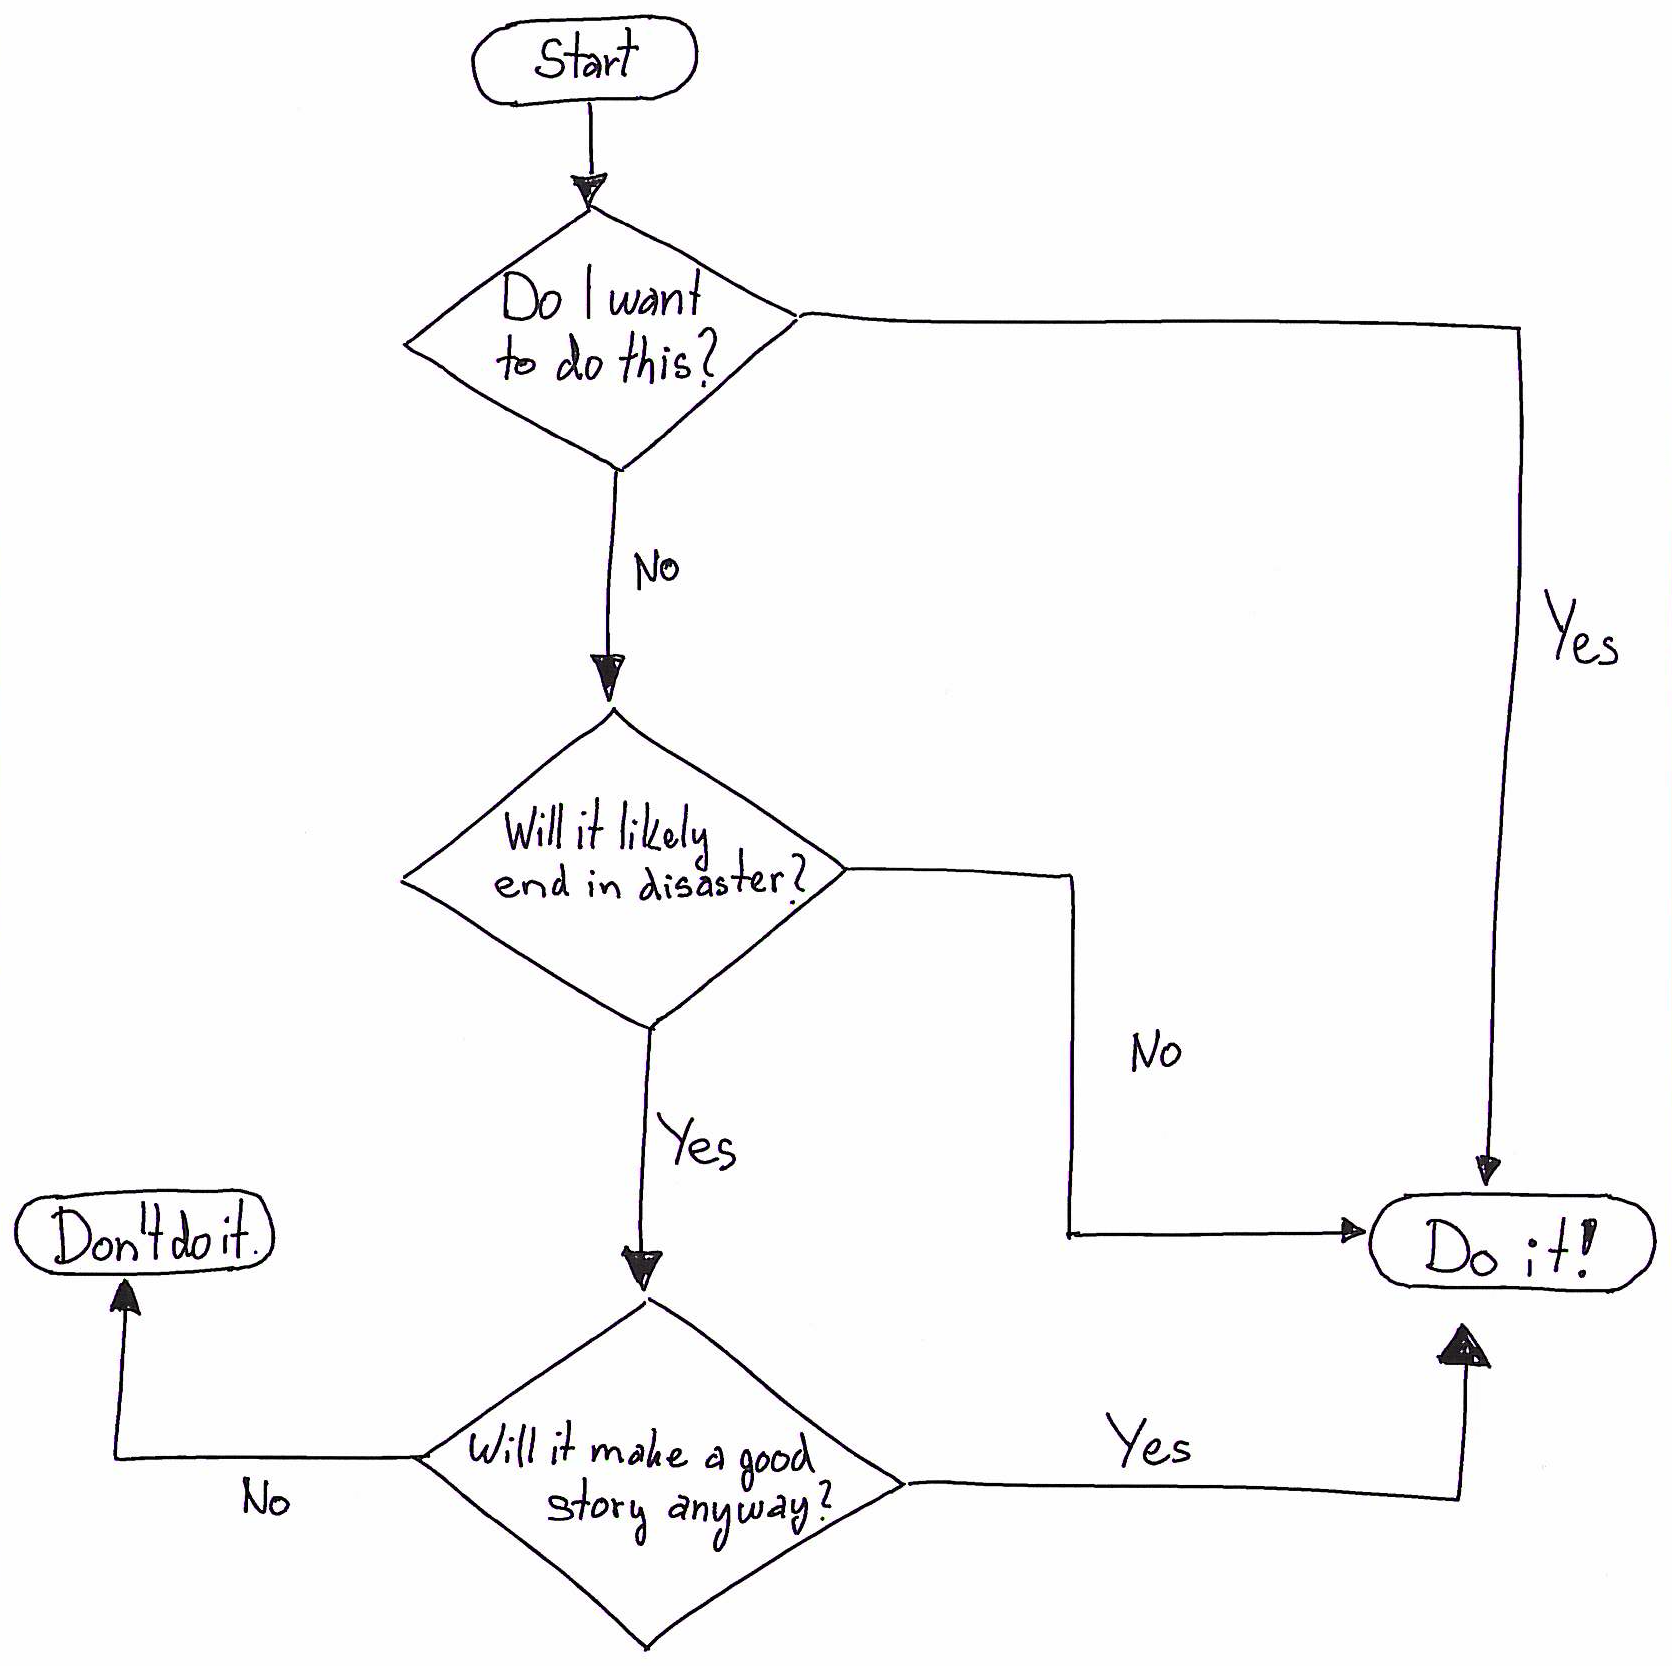 Start
Do I want
to do this?
No
Yes
Will it likely
end in disaster?
No
Yes
Don't do it.
Do it!
Will it make a good
story anyway?
No
Yes